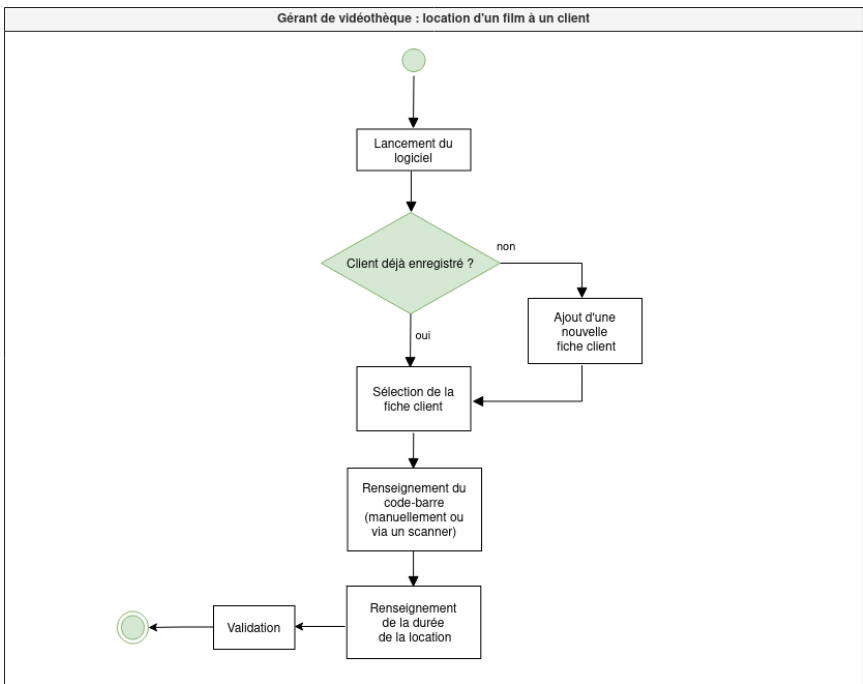 Gérant de vidéothèque : location d'un film à un client
Lancement du
logiciel
Client déjà enregistré ?
non
Ajout d'une
nouvelle
fiche client
oui
Sélection de la
fiche client
Renseignement du
code-barre
(manuellement ou
via un scanner)
Renseignement
de la durée
de la location
Validation